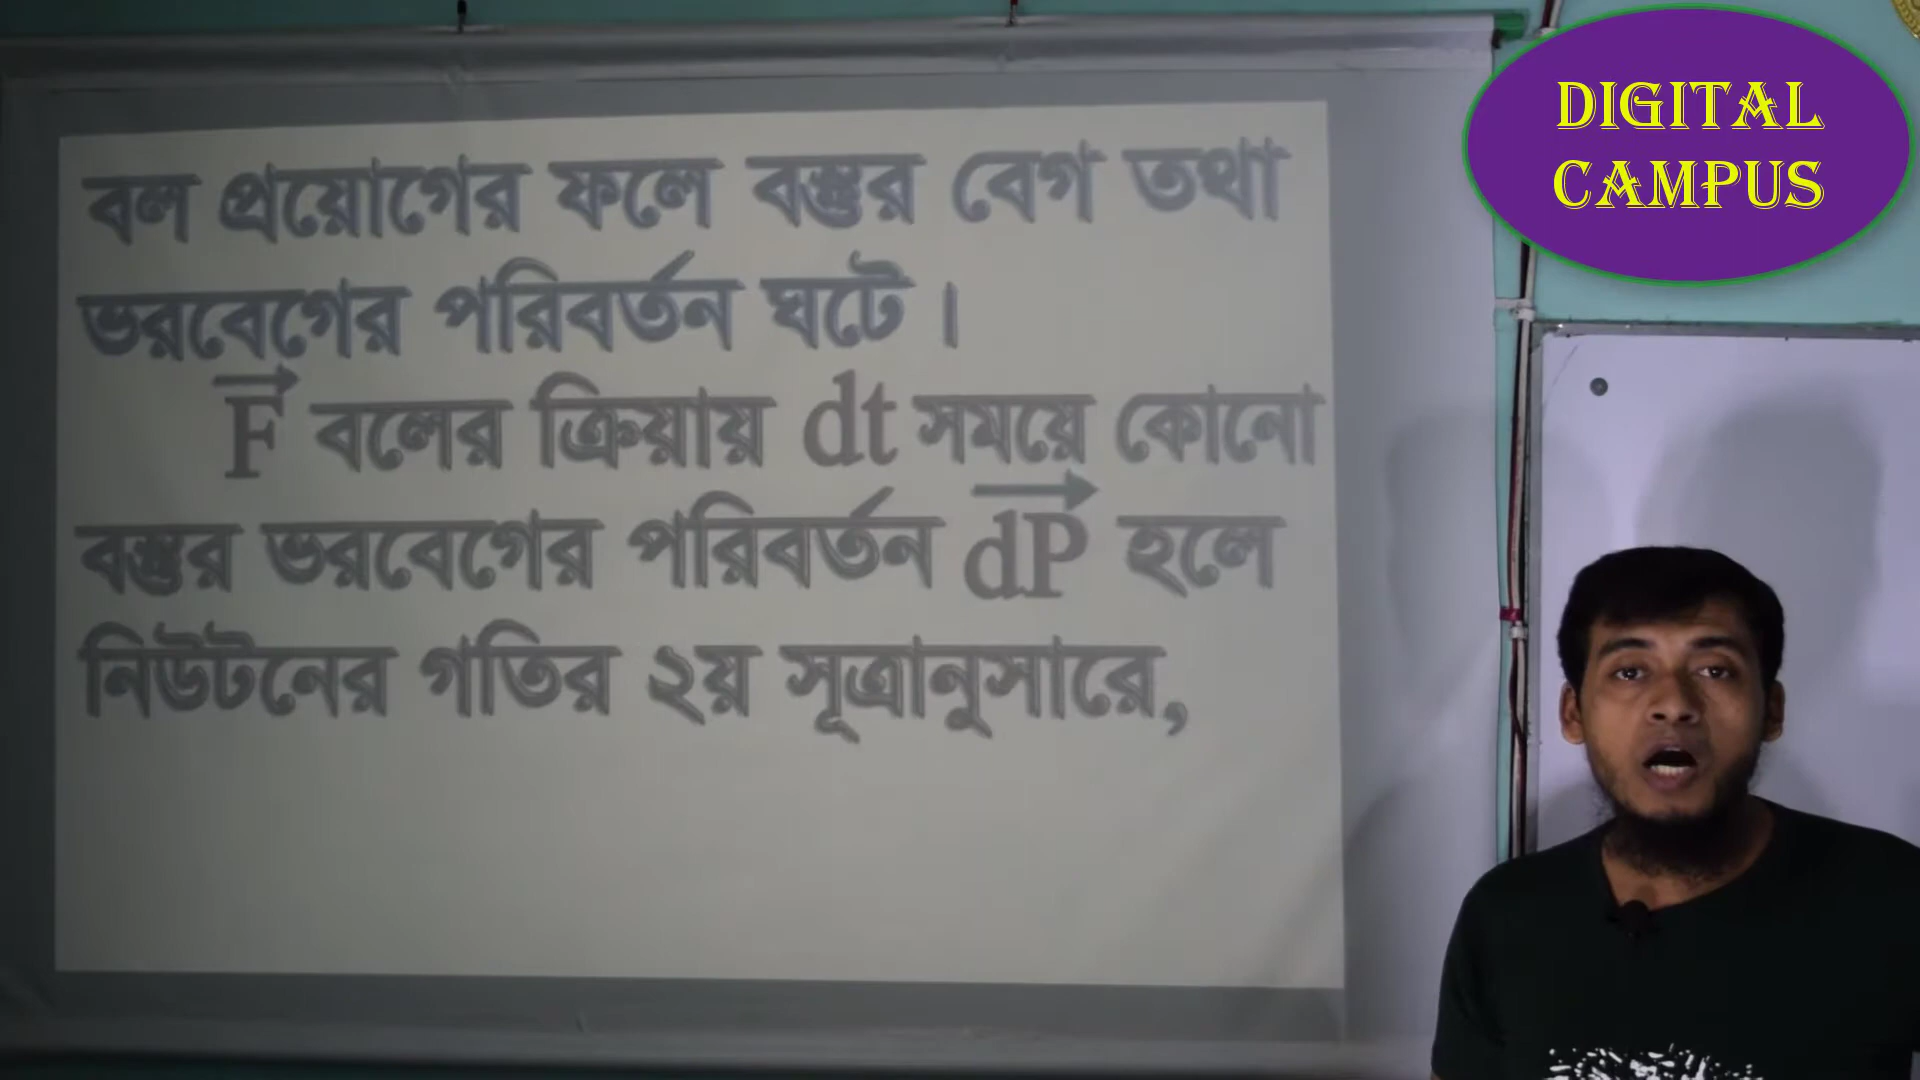 বল প্রয়োগের ফলে বস্তুর বেগ তথা
ভরবেগের পরিবর্তন ঘটে ।
F বলের ক্রিয়ায় dt সময়ে কোনো
বস্তুর ভরবেগের পরিবর্তন dP হলে
নিউটনের গতির ২য় সূত্রানুসারে,
DIGITAL
CAMPUS